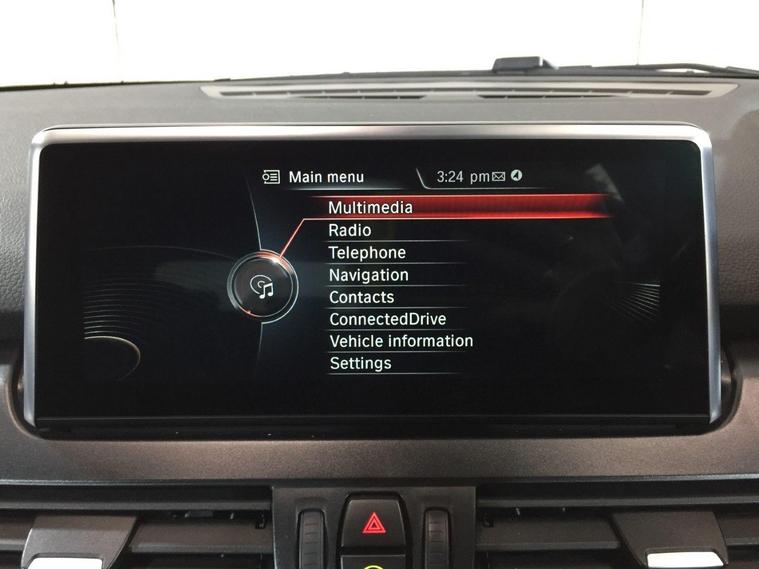 Main menu
3:24 pm
Multimedia
Radio
Telephone
Navigation
Contacts
ConnectedDrive
Vehicle information
Settings